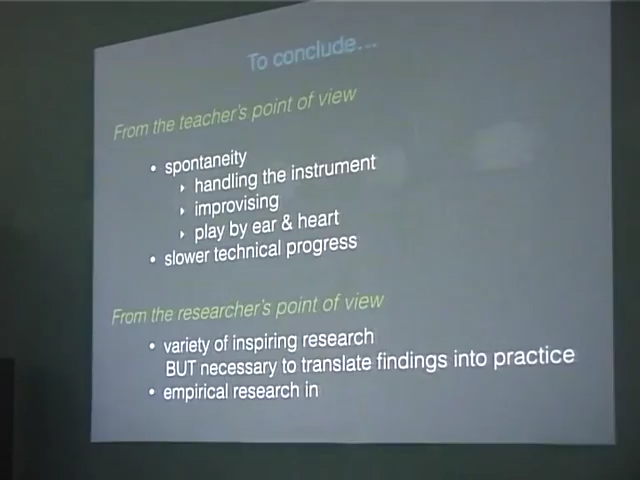 To conclude...
From the teacher's point of view
• spontaneity
‣ handling the instrument
‣ improvising
‣ play by ear & heart
• slower technical progress
From the researcher's point of view
• variety of inspiring research
BUT necessary to translate findings into practice
• empirical research in